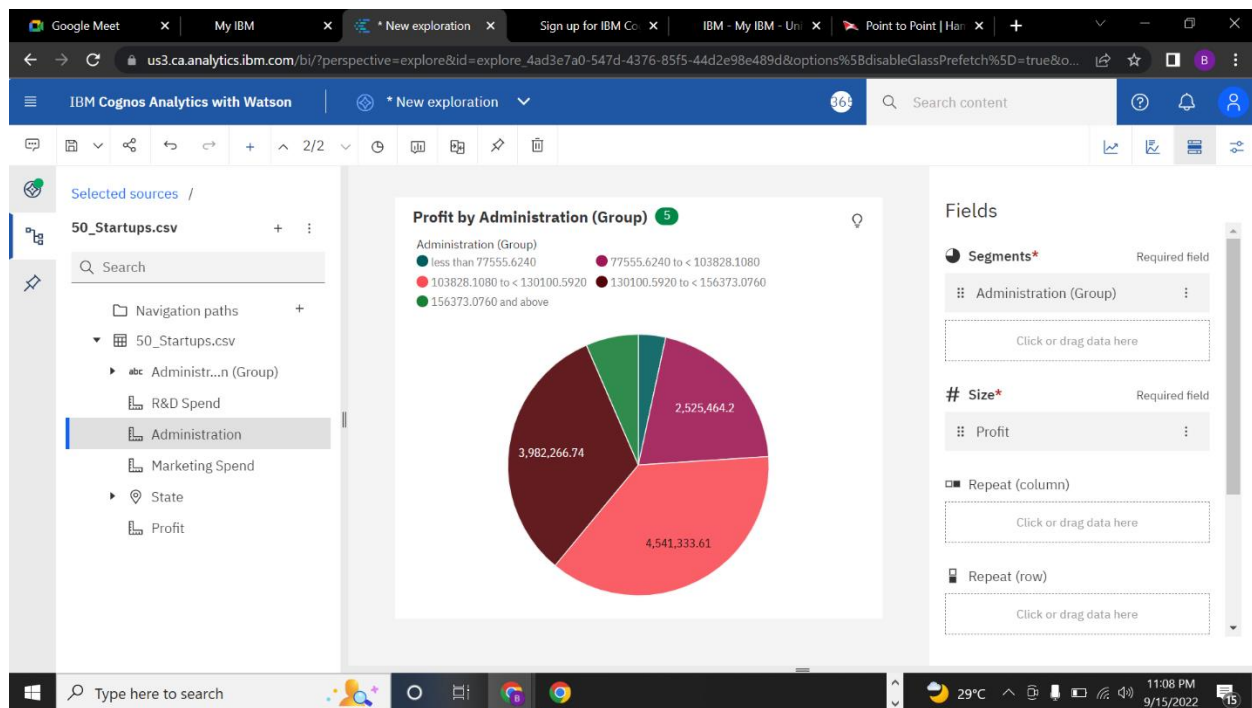 Google Meet
My IBM
* New exploration
Sign up for IBM Co
IBM - My IBM - Uni
Point to Point | Han
us3.ca.analytics.ibm.com/bi/?perspective=explore&id=explore_4ad3e7a0-547d-4376-85f5-44d2e98e489d&options%5BdisableGlassPrefetch%5D=true&o...
B
IBM Cognos Analytics with Watson
* New exploration
365
Search content
2/2
Selected sources /
50_Startups.csv
Search
Navigation paths
50_Startups.csv
abc Administr...n (Group)
R&D Spend
Administration
Marketing Spend
State
Profit
Profit by Administration (Group) 5
Administration (Group)
less than 77555.6240 77555.6240 to < 103828.1080
103828.1080 to < 130100.5920 130100.5920 to < 156373.0760
156373.0760 and above
2,525,464.2
3,982,266.74
4,541,333.61
Fields
Segments* Required field
Administration (Group)
Click or drag data here
# Size* Required field
Profit
Repeat (column)
Click or drag data here
Repeat (row)
Click or drag data here
Type here to search
B
29°C
11:08 PM
9/15/2022
15